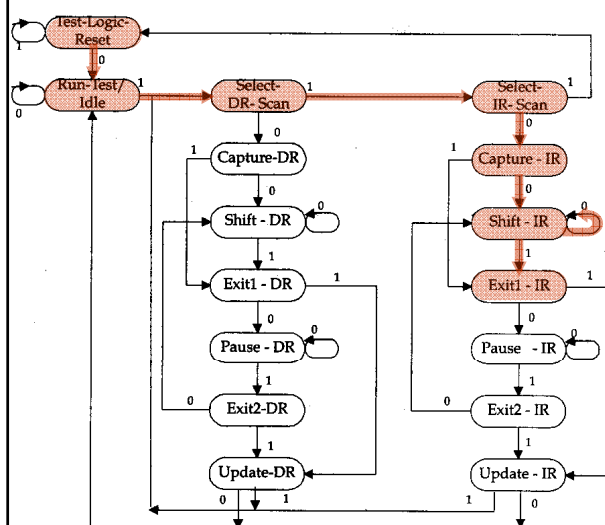 Test-Logic-
Reset
1
0
1
Run-Test/
Idle
0
1
Select-
DR- Scan
1
Select-
IR- Scan
1
0
0
1
Capture-DR
0
1
Capture - IR
0
Shift - DR
0
1
Shift - IR
0
1
Exit1 - DR
1
0
Exit1 - IR
1
0
Pause - DR
0
1
Pause - IR
0
1
0
Exit2-DR
1
0
Exit2 - IR
1
Update-DR
0
1
Update - IR
1
0